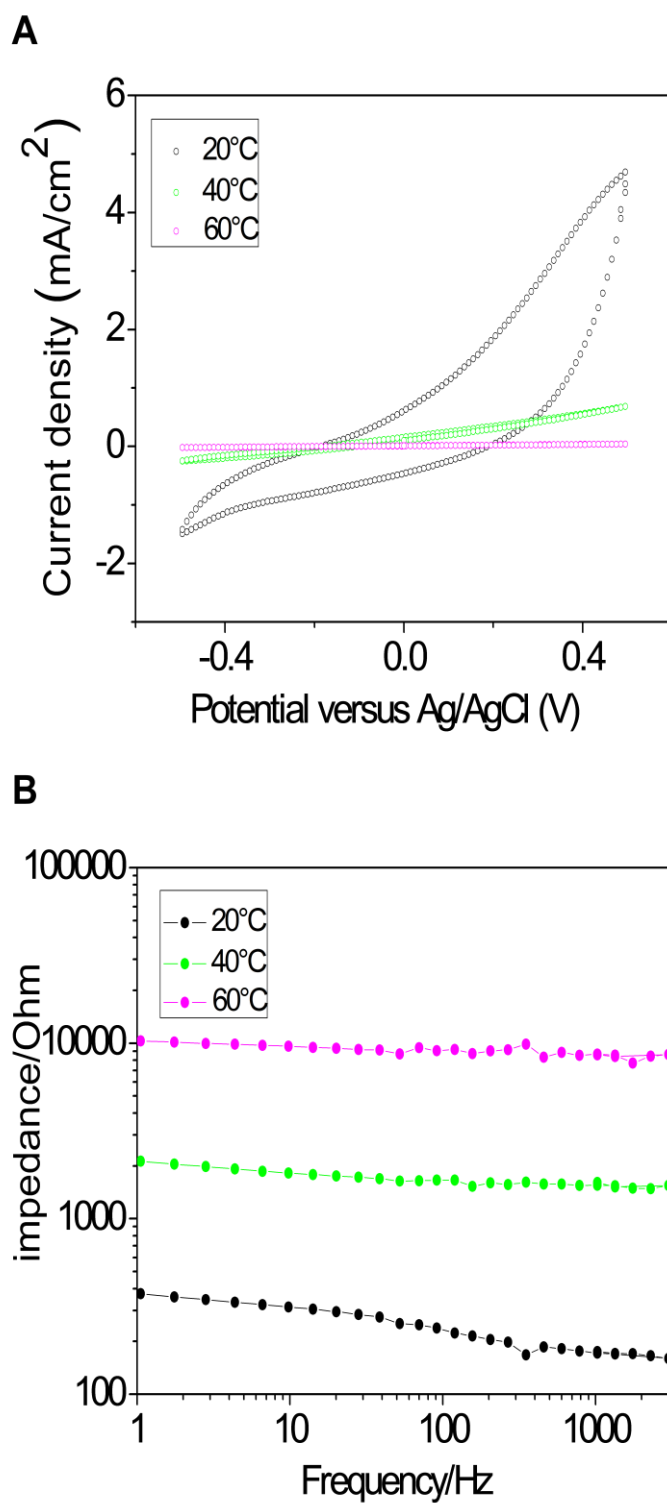 A
6
4
2
0
-2
Current density (mA/cm²)
20°C
40°C
60°C
-0.4
0.0
0.4
Potential versus Ag/AgCl (V)
B
100000
10000
1000
100
impedance/Ohm
20°C
40°C
60°C
1
10
100
1000
Frequency/Hz